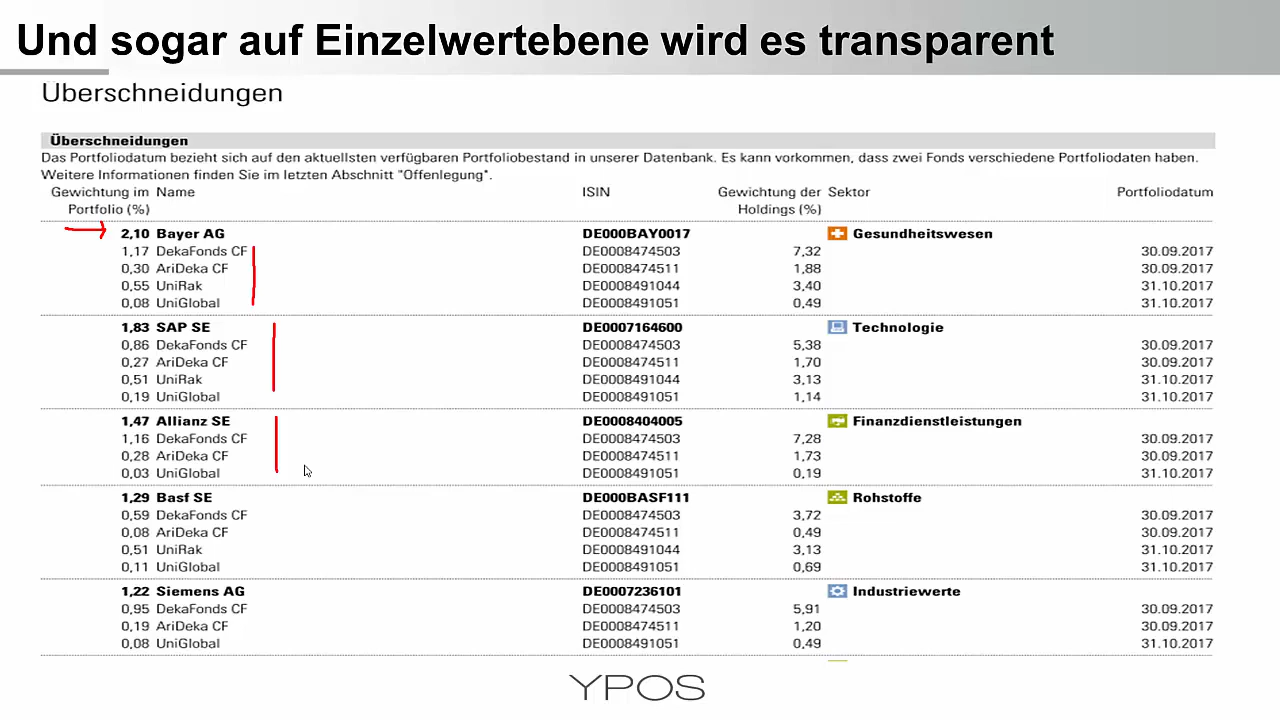 Und sogar auf Einzelwertebene wird es transparent
Überschneidungen
Überschneidungen
Das Portfoliodatum bezieht sich auf den aktuellsten verfügbaren Portfoliobestand in unserer Datenbank. Es kann vorkommen, dass zwei Fonds verschiedene Portfoliodaten haben.
Weitere Informationen finden Sie im letzten Abschnitt "Offenlegung".
Gewichtung im Name ISIN Gewichtung der Sektor Portfoliodatum
Portfolio (%) Holdings (%)
2,10 Bayer AG DE000BAY0017 Gesundheitswesen
1,17 DekaFonds CF DE0008474503 7,32 30.09.2017
0,30 AriDeka CF DE0008474511 1,88 30.09.2017
0,55 UniRak DE0008491044 3,40 31.10.2017
0,08 UniGlobal DE0008491051 0,49 31.10.2017
1,83 SAP SE DE0007164600 Technologie
0,86 DekaFonds CF DE0008474503 5,38 30.09.2017
0,27 AriDeka CF DE0008474511 1,70 30.09.2017
0,51 UniRak DE0008491044 3,13 31.10.2017
0,19 UniGlobal DE0008491051 1,14 31.10.2017
1,47 Allianz SE DE0008404005 Finanzdienstleistungen
1,16 DekaFonds CF DE0008474503 7,28 30.09.2017
0,28 AriDeka CF DE0008474511 1,73 30.09.2017
0,03 UniGlobal DE0008491051 0,19 31.10.2017
1,29 Basf SE DE000BASF111 Rohstoffe
0,59 DekaFonds CF DE0008474503 3,72 30.09.2017
0,08 AriDeka CF DE0008474511 0,49 30.09.2017
0,51 UniRak DE0008491044 3,13 31.10.2017
0,11 UniGlobal DE0008491051 0,69 31.10.2017
1,22 Siemens AG DE0007236101 Industriewerte
0,95 DekaFonds CF DE0008474503 5,91 30.09.2017
0,19 AriDeka CF DE0008474511 1,20 30.09.2017
0,08 UniGlobal DE0008491051 0,49 31.10.2017
YPOS